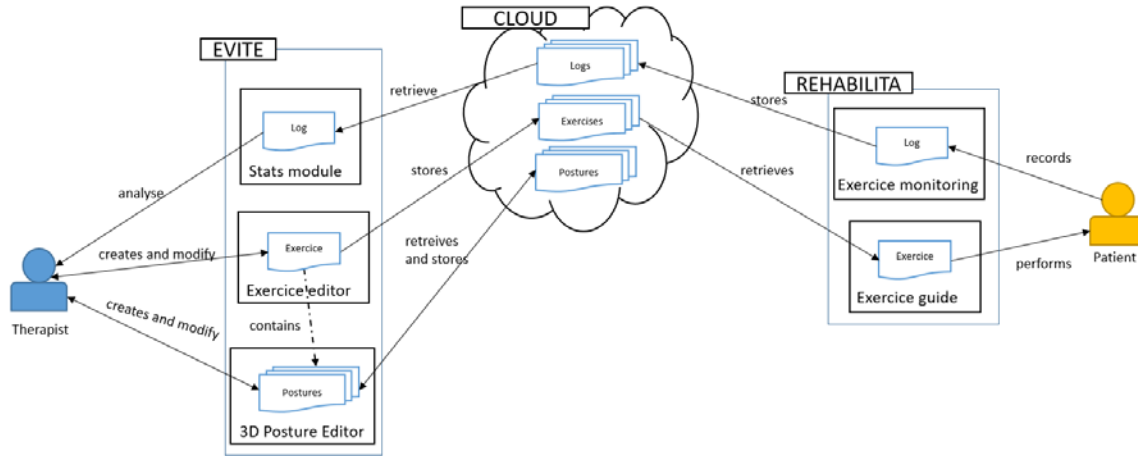 CLOUD
EVITE
Logs
retrieve
REHABILITA
stores
Log
Stats module
Exercises
stores
Log
Exercice monitoring
records
analyse
Postures
retrieves
retreives
and stores
creates and modify
Exercice
Exercice editor
Exercice
Exercice guide
performs
Patient
Therapist
creates and modify
contains
Postures
3D Posture Editor